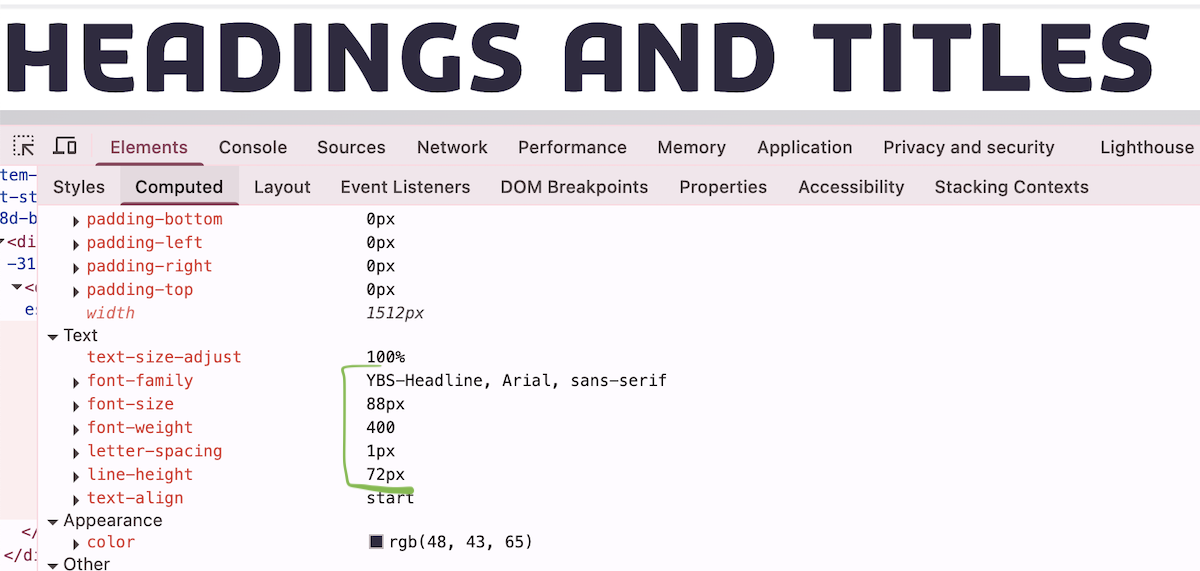 HEADINGS AND TITLES
Elements Console Sources Network Performance Memory Application Privacy and security Lighthouse
tem-
Styles Computed Layout Event Listeners DOM Breakpoints Properties Accessibility Stacking Contexts
t-st
8d-b
padding-bottom 0px
<di
padding-left 0px
-31
padding-right 0px
<
padding-top 0px
e:
width 1512px
Text
text-size-adjust 100%
font-family YBS-Headline, Arial, sans-serif
font-size 88px
font-weight 400
letter-spacing 1px
line-height 72px
text-align start
Appearance
</
color rgb(48, 43, 65)
</di
Other